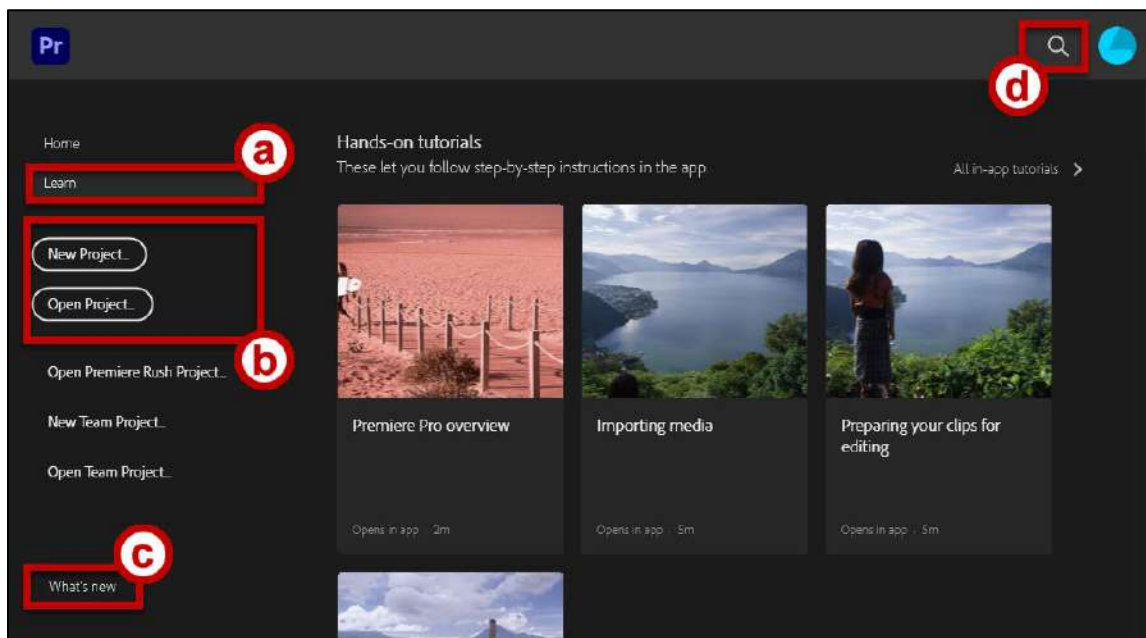 Pr
d
Home
a
Learn
New Project...
Open Project...
b
Open Premiere Rush Project...
New Team Project...
Open Team Project...
c
What's new
Hands-on tutorials
These let you follow step-by-step instructions in the app.
All in-app tutorials
Premiere Pro overview
Opens in app · 2m
Importing media
Opens in app · 5m
Preparing your clips for
editing
Opens in app · 5m